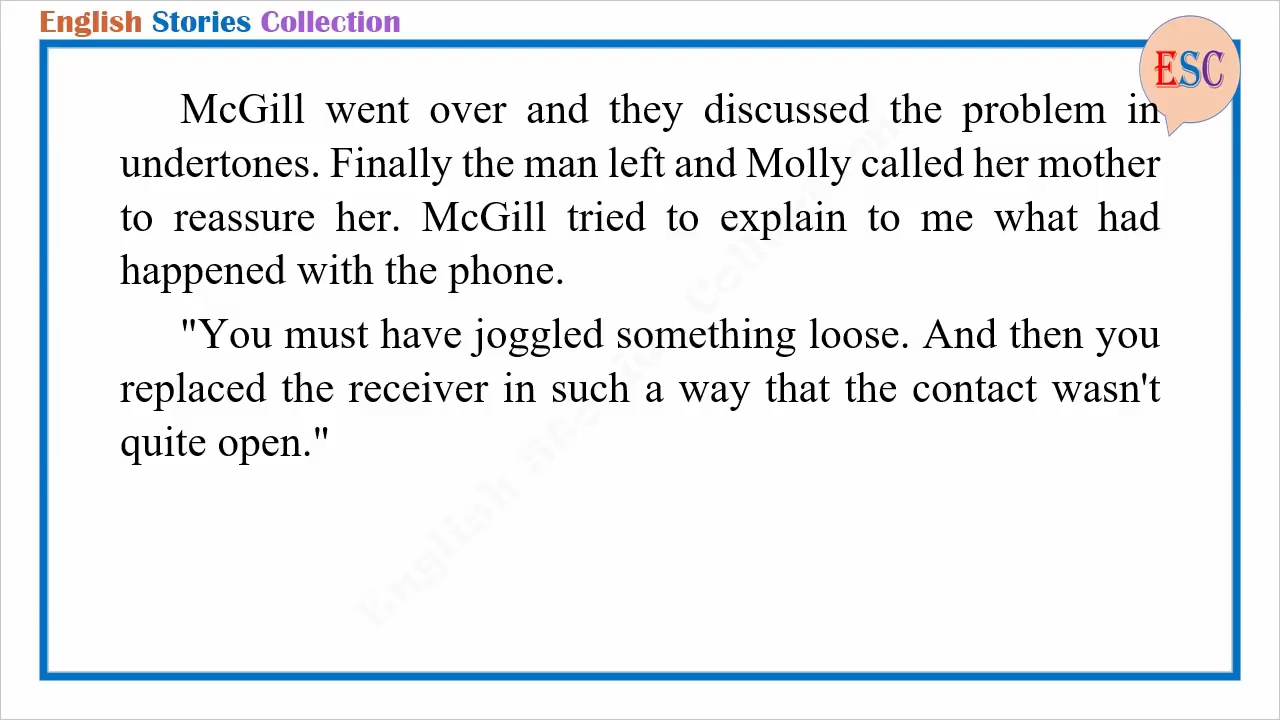 English Stories Collection
ESC
McGill went over and they discussed the problem in
undertones. Finally the man left and Molly called her mother
to reassure her. McGill tried to explain to me what had
happened with the phone.
"You must have joggled something loose. And then you
replaced the receiver in such a way that the contact wasn't
quite open."
English Stories Collection